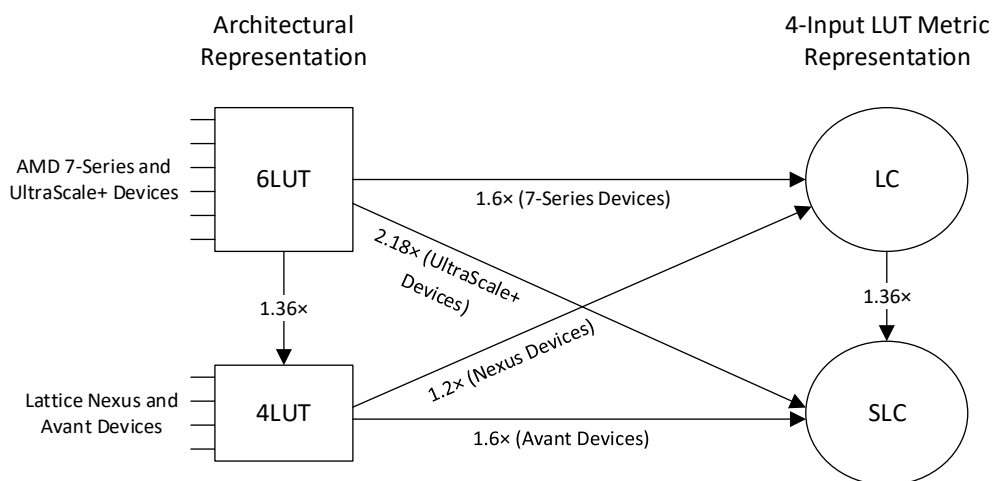 Architectural
Representation
4-Input LUT Metric
Representation
AMD 7-Series and
UltraScale+ Devices
6LUT
1.6× (7-Series Devices)
LC
2.18× (UltraScale+
Devices)
1.36×
1.36×
1.2× (Nexus Devices)
Lattice Nexus and
Avant Devices
4LUT
1.6× (Avant Devices)
SLC